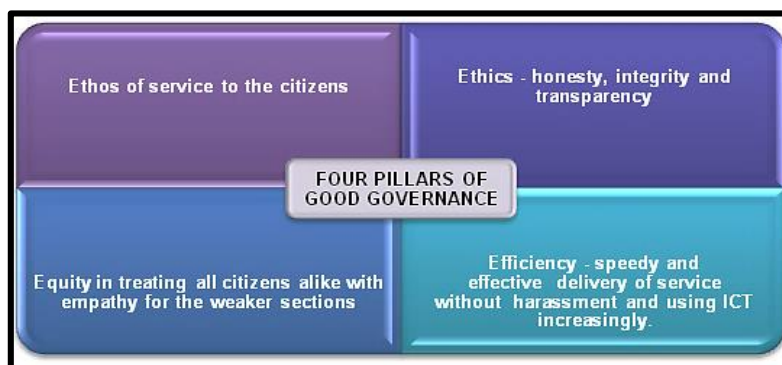 Ethos of service to the citizens
Ethics - honesty, integrity and
transparency
FOUR PILLARS OF
GOOD GOVERNANCE
Equity in treating all citizens alike with
empathy for the weaker sections
Efficiency - speedy and
effective delivery of service
without harassment and using ICT
increasingly.